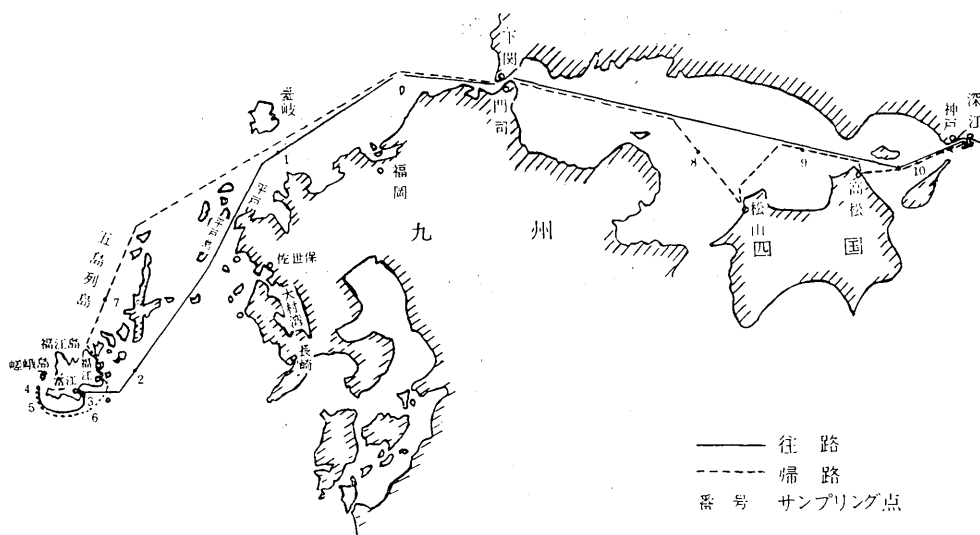 下関
門司
深江
神戸
壱岐
1
福岡
8
9
10
高松
松山
四国
九州
平戸
平戸島
佐世保
大村湾
長崎
五島列島
7
福江島
嵯峨島
福江
富江
2
3
4
5
6
往路
帰路
番号 サンプリング点